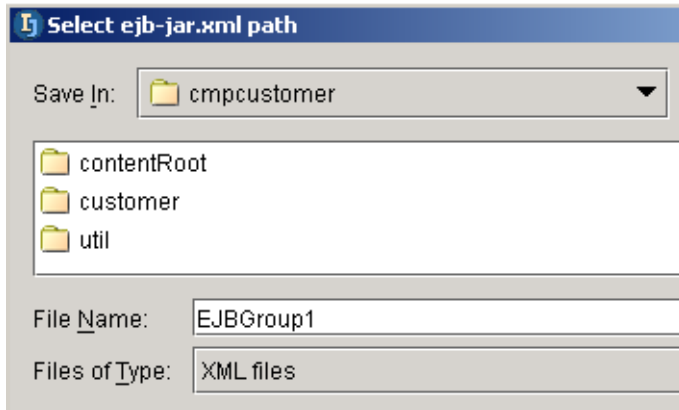 IJ Select ejb-jar.xml path
Save In: cmpcustomer
contentRoot
customer
util
File Name: EJBGroup1
Files of Type: XML files